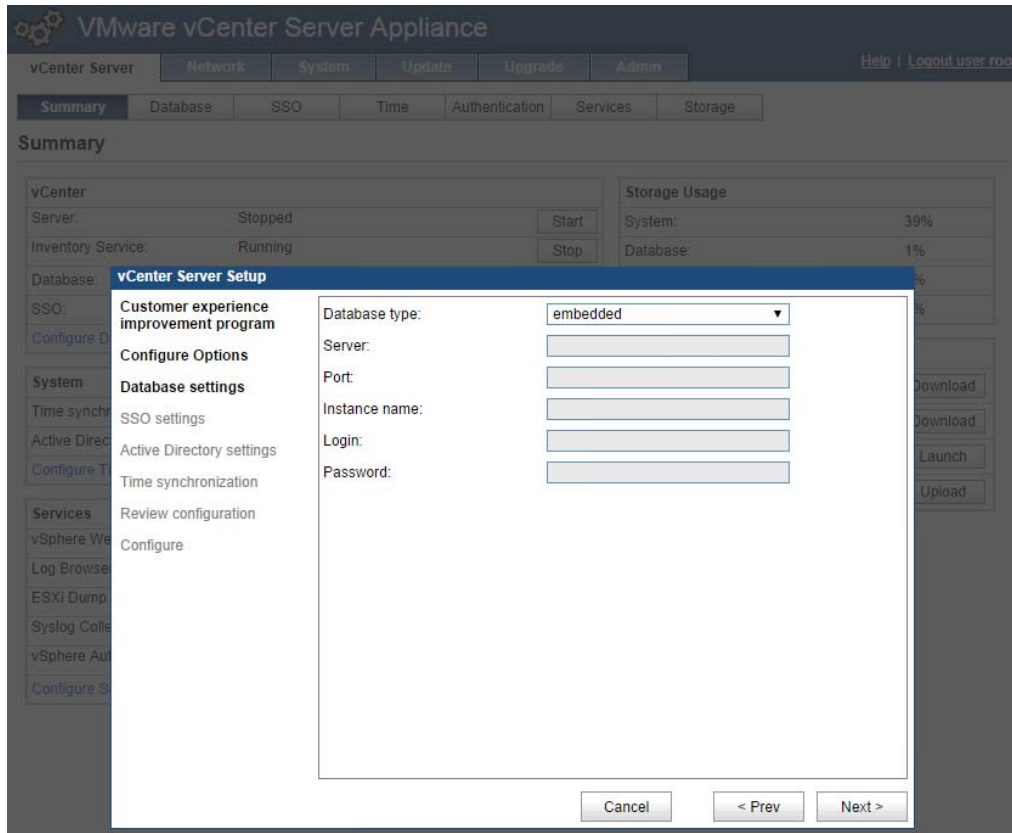 VMware vCenter Server Appliance
Help | Logout user roo
vCenter Server Network System Update Upgrade Admin
Summary Database SSO Time Authentication Services Storage
Summary
vCenter
Server: Stopped Start
Inventory Service: Running Stop
Database:
SSO:
Configure D
Storage Usage
System: 39%
Database: 1%
%
%
System
Time synchr
Active Direc
Configure Ti
Services
vSphere We
Log Browser
ESXi Dump
Syslog Colle
vSphere Aut
Configure S
Download
Download
Launch
Upload
vCenter Server Setup
Customer experience
improvement program
Configure Options
Database settings
SSO settings
Active Directory settings
Time synchronization
Review configuration
Configure
Database type: embedded
Server:
Port:
Instance name:
Login:
Password:
Cancel < Prev Next >